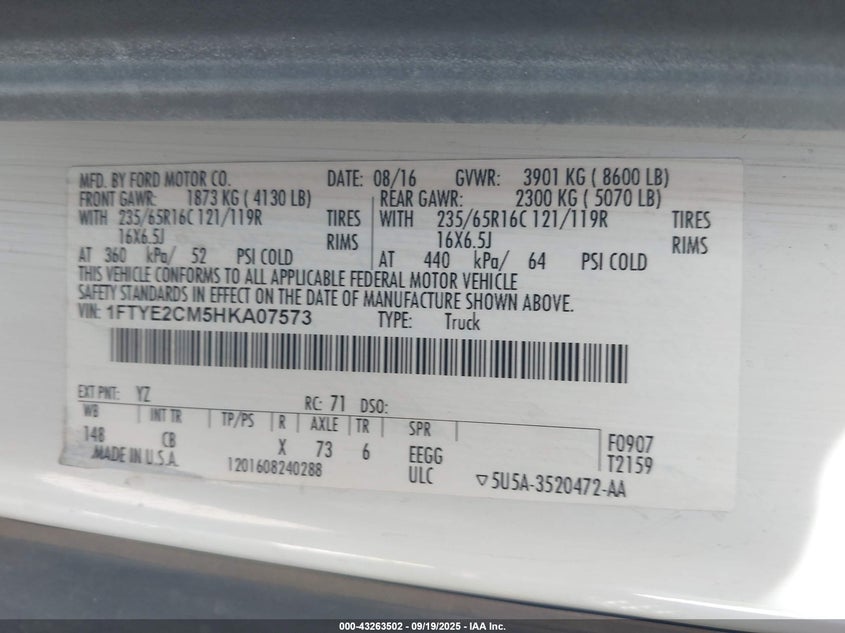 MFD. BY FORD MOTOR CO. DATE: 08/16 GVWR: 3901 KG ( 8600 LB)
FRONT GAWR: 1873 KG ( 4130 LB) REAR GAWR: 2300 KG ( 5070 LB)
WITH 235/65R16C 121/119R TIRES WITH 235/65R16C 121/119R TIRES
16X6.5J RIMS 16X6.5J RIMS
AT 360 kPa/ 52 PSI COLD AT 440 kPa/ 64 PSI COLD
THIS VEHICLE CONFORMS TO ALL APPLICABLE FEDERAL MOTOR VEHICLE
SAFETY STANDARDS IN EFFECT ON THE DATE OF MANUFACTURE SHOWN ABOVE.
VIN: 1FTYE2CM5HKA07573 TYPE: Truck
EXT PNT: YZ RC: 71 DSO:
WB INT TR TP/PS R AXLE TR SPR
148 CB X 73 6 EEGG F0907
MADE IN U.S.A. 1201608240288 ULC T2159
▽5U5A-3520472-AA
000-43263502 - 09/19/2025 - IAA Inc.